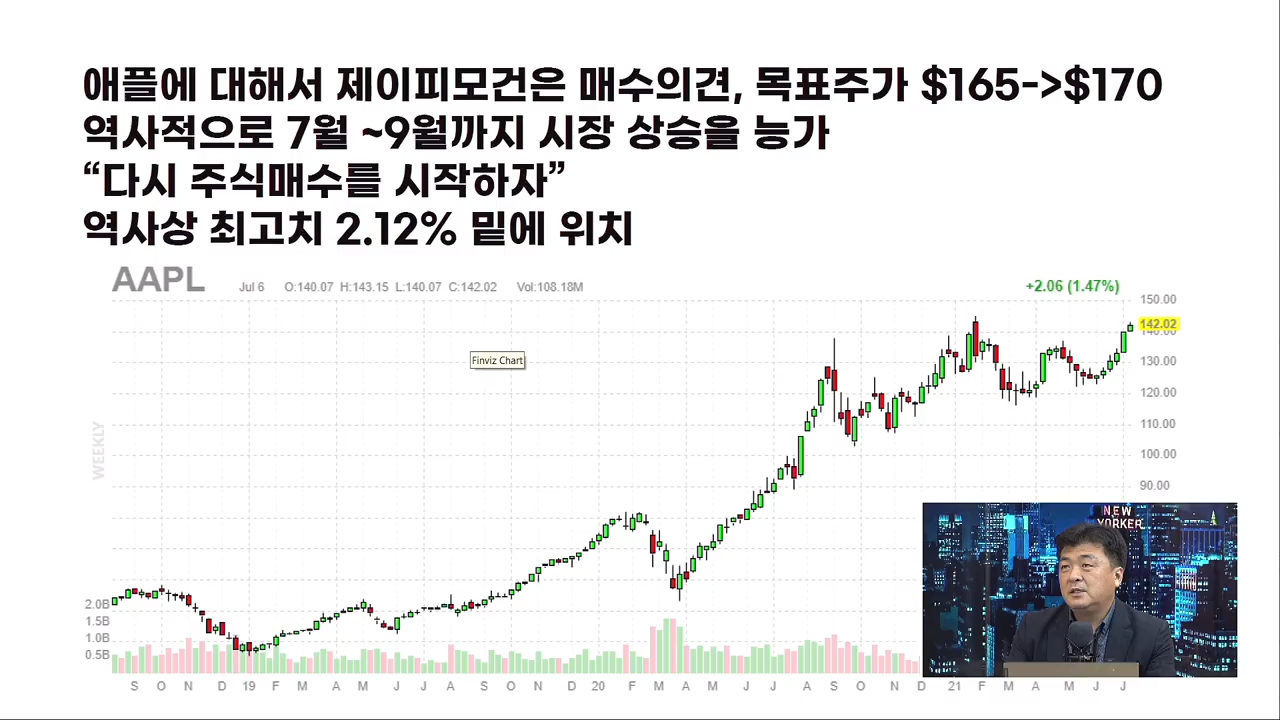 애플에 대해서 제이피모건은 매수의견, 목표주가 $165->$170
역사적으로 7월 ~9월까지 시장 상승을 능가
“다시 주식매수를 시작하자”
역사상 최고치 2.12% 밑에 위치
AAPL Jul 6 O:140.07 H:143.15 L:140.07 C:142.02 Vol:108.18M +2.06 (1.47%)
150.00
142.02
140.00
130.00
120.00
110.00
100.00
90.00
Finviz Chart
WEEKLY
2.0B
1.5B
1.0B
0.5B
NEW
YORKER
S O N D 19 F M A M J J A S O N D 20 F M A M J J A S O N D 21 F M A M J J